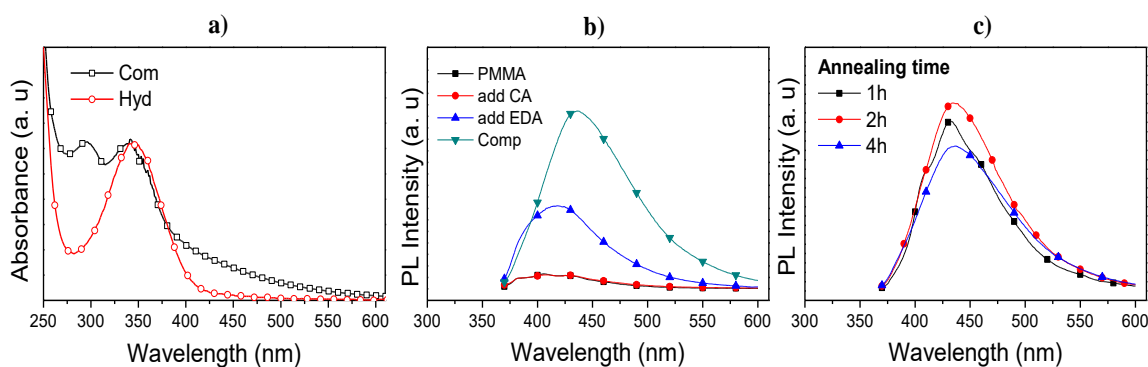 a)
Absorbance (a. u)
Com
Hyd
250 300 350 400 450 500 550 600
Wavelength (nm)
b)
PL Intensity (a. u)
PMMA
add CA
add EDA
Comp
300 350 400 450 500 550 600
Wavelength (nm)
c)
PL Intensity (a. u)
Annealing time
1h
2h
4h
300 350 400 450 500 550 600
Wavelength (nm)